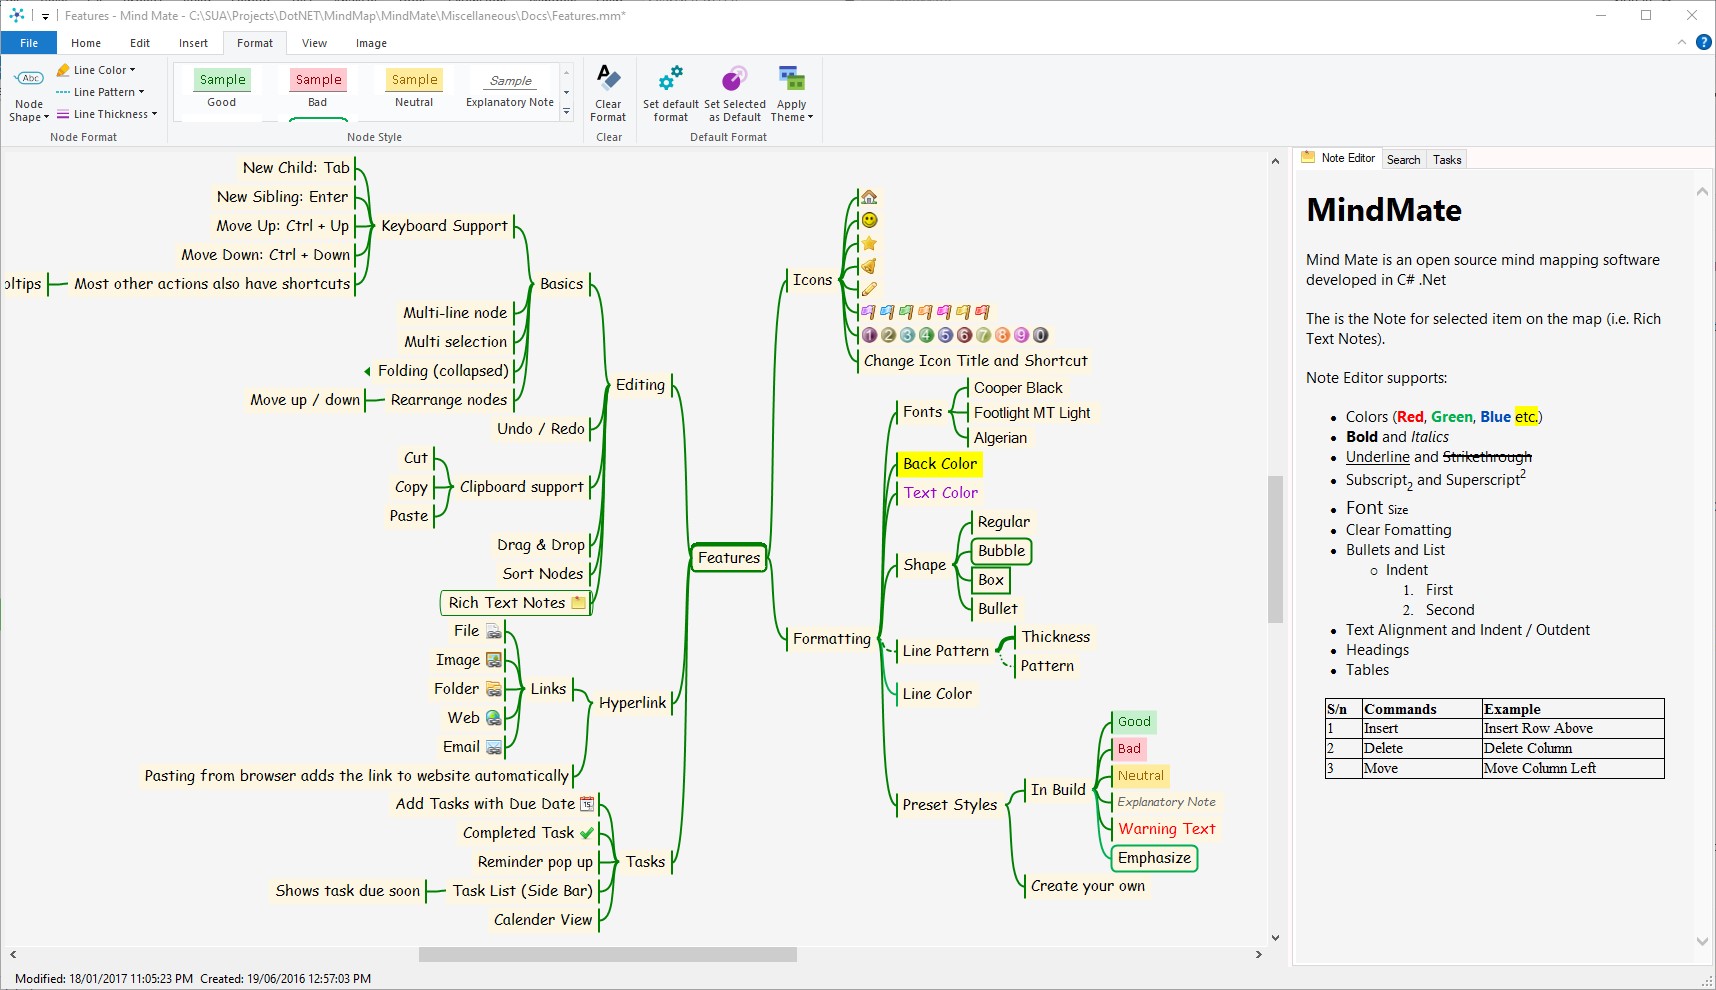 Features - Mind Mate - C:\SUA\Projects\DotNET\MindMap\MindMate\Miscellaneous\Docs\Features.mm*
File Home Edit Insert Format View Image
Abc
Node Shape
Line Color
Line Pattern
Line Thickness
Node Format
Sample Sample Sample Sample
Good Bad Neutral Explanatory Note
Node Style
Clear Format
Clear
Set default format
Set Selected as Default
Apply Theme
Default Format
New Child: Tab
New Sibling: Enter
Move Up: Ctrl + Up
Move Down: Ctrl + Down
oltips
Most other actions also have shortcuts
Keyboard Support
Basics
Multi-line node
Multi selection
Folding (collapsed)
Move up / down
Rearrange nodes
Editing
Undo / Redo
Cut
Copy
Paste
Clipboard support
Drag & Drop
Sort Nodes
Rich Text Notes
File
Image
Folder
Web
Email
Links
Hyperlink
Pasting from browser adds the link to website automatically
Add Tasks with Due Date
15
Completed Task
Reminder pop up
Shows task due soon
Task List (Side Bar)
Calender View
Tasks
Features
Icons
1 2 3 4 5 6 7 8 9 0
Change Icon Title and Shortcut
Formatting
Fonts
Cooper Black
Footlight MT Light
Algerian
Back Color
Text Color
Shape
Regular
Bubble
Box
Bullet
Line Pattern
Thickness
Pattern
Line Color
Preset Styles
In Build
Good
Bad
Neutral
Explanatory Note
Warning Text
Emphasize
Create your own
Note Editor Search Tasks
MindMate
Mind Mate is an open source mind mapping software
developed in C# .Net
The is the Note for selected item on the map (i.e. Rich
Text Notes).
Note Editor supports:
• Colors (Red, Green, Blue etc.)
• Bold and Italics
• Underline and Strikethrough
• Subscript2 and Superscript2
• Font Size
• Clear Fomatting
• Bullets and List
o Indent
1. First
2. Second
• Text Alignment and Indent / Outdent
• Headings
• Tables
S/n Commands Example
1 Insert Insert Row Above
2 Delete Delete Column
3 Move Move Column Left
Modified: 18/01/2017 11:05:23 PM Created: 19/06/2016 12:57:03 PM